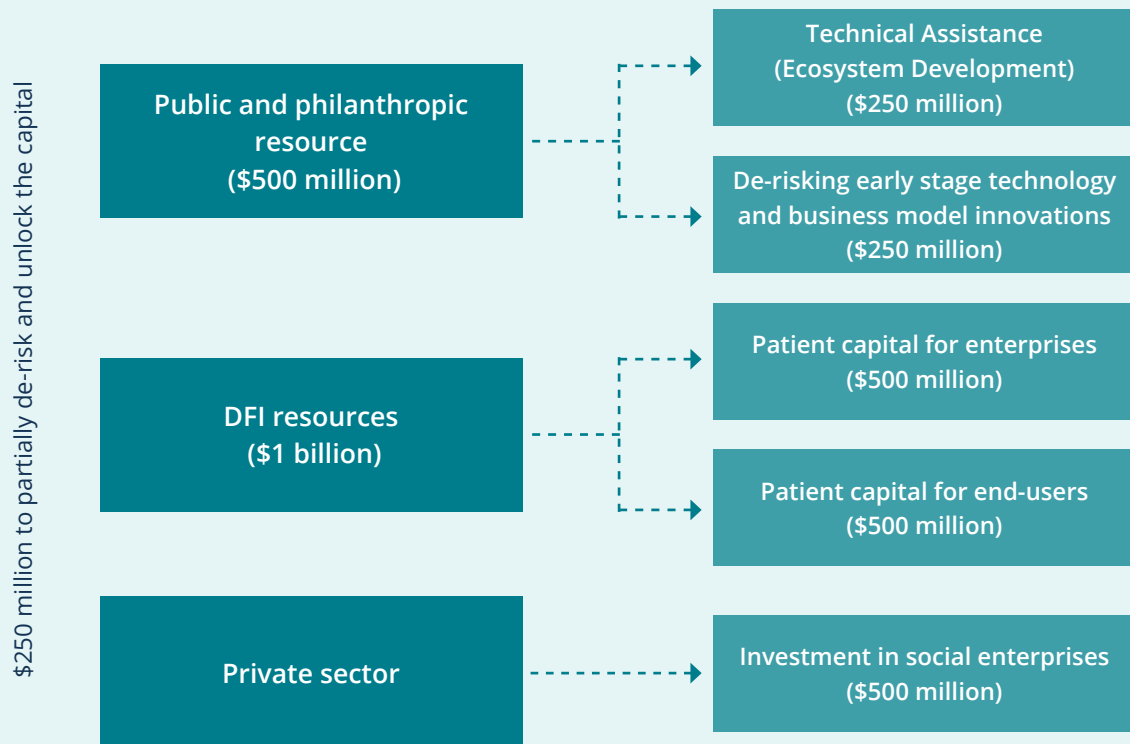 $250 million to partially de-risk and unlock the capital
Public and philanthropic
resource
($500 million)
Technical Assistance
(Ecosystem Development)
($250 million)
De-risking early stage technology
and business model innovations
($250 million)
DFI resources
($1 billion)
Patient capital for enterprises
($500 million)
Patient capital for end-users
($500 million)
Private sector
Investment in social enterprises
($500 million)